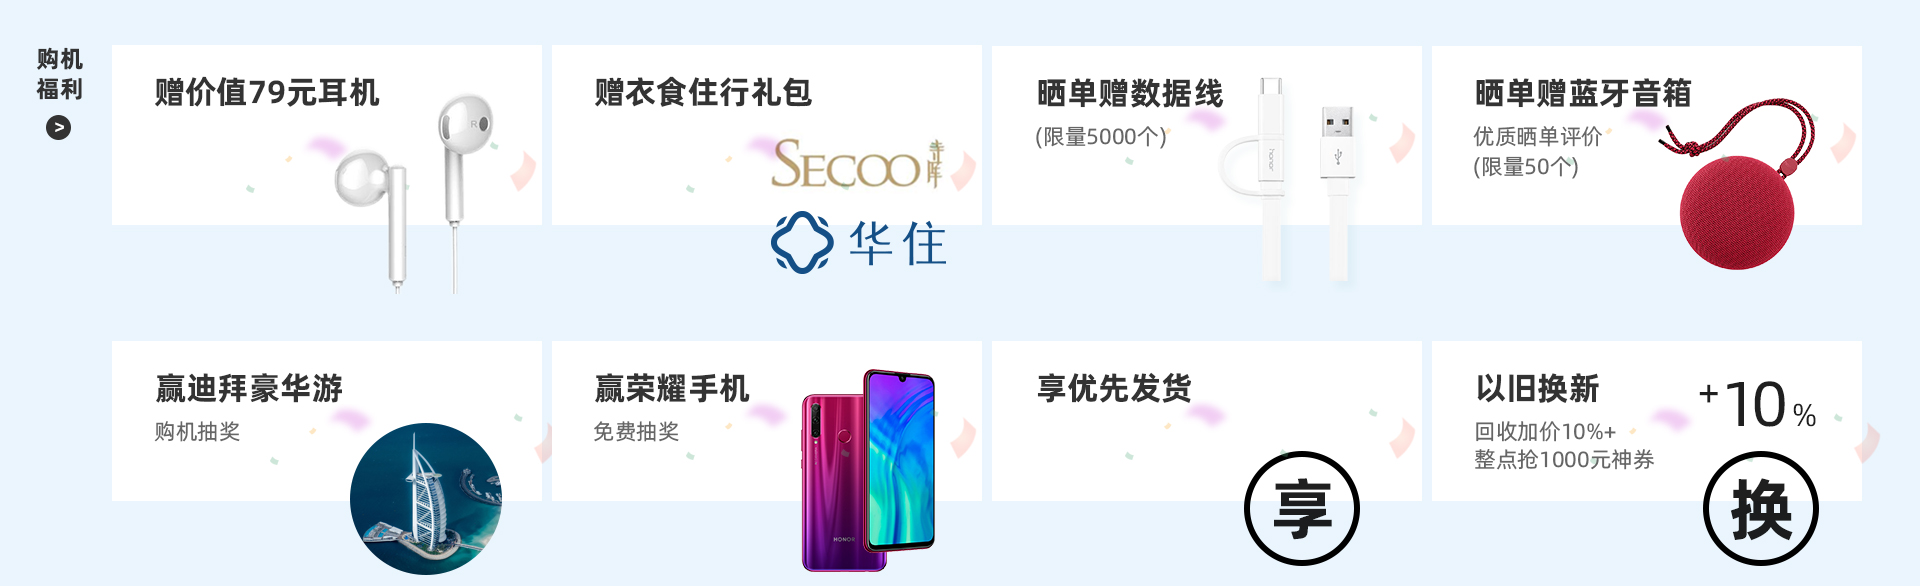 购机
福利
>
赠价值79元耳机
R
赠衣食住行礼包
SECOO
寺库
华住
晒单赠数据线
(限量5000个)
honor
晒单赠蓝牙音箱
优质晒单评价
(限量50个)
赢迪拜豪华游
购机抽奖
赢荣耀手机
免费抽奖
HONOR
享优先发货
享
以旧换新
回收加价10%+
整点抢1000元神券
+10%
换